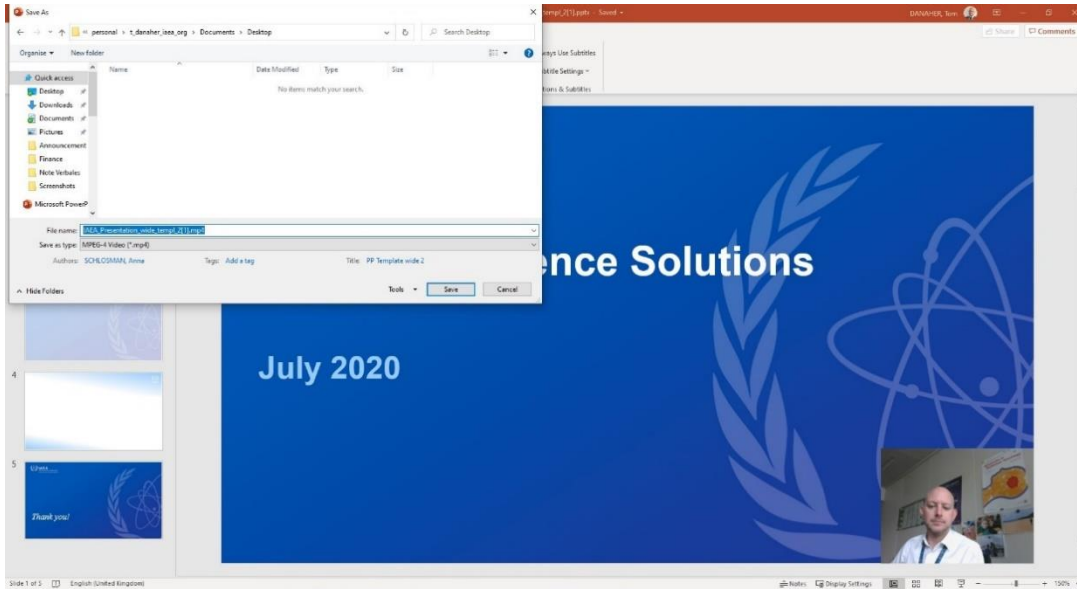 Save As
templ_2[1].pptx - Saved
DANAHER, Tom
personal > t_danaher_iaea_org > Documents > Desktop
Search Desktop
Share
Comments
Organise
New folder
ways Use Subtitles
Name
Date Modified
Type
Size
btitle Settings
Quick access
No items match your search.
tions & Subtitles
Desktop
Downloads
Documents
Pictures
Announcement
Finance
Note Verbales
Screenshots
Microsoft PowerP
File name: IAEA_Presentation_wide_templ_2[1].mp4
Save as type: MPEG-4 Video (*.mp4)
Authors: SCHLOSMAN, Anne
Tags: Add a tag
Title: PP Template wide 2
Hide Folders
Tools
Save
Cancel
ence Solutions
July 2020
4
5
Thank you!
Slide 1 of 5
English (United Kingdom)
Notes
Display Settings
150%